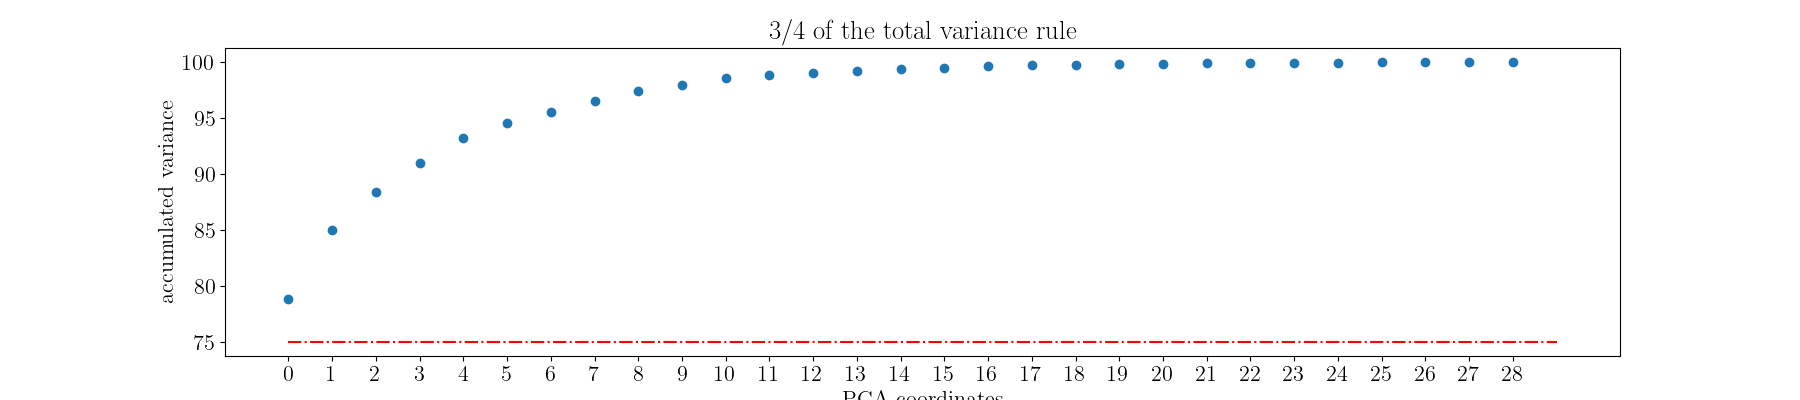 3/4 of the total variance rule
accumulated variance
100
95
90
85
80
75
0 1 2 3 4 5 6 7 8 9 10 11 12 13 14 15 16 17 18 19 20 21 22 23 24 25 26 27 28
PCA coordinates